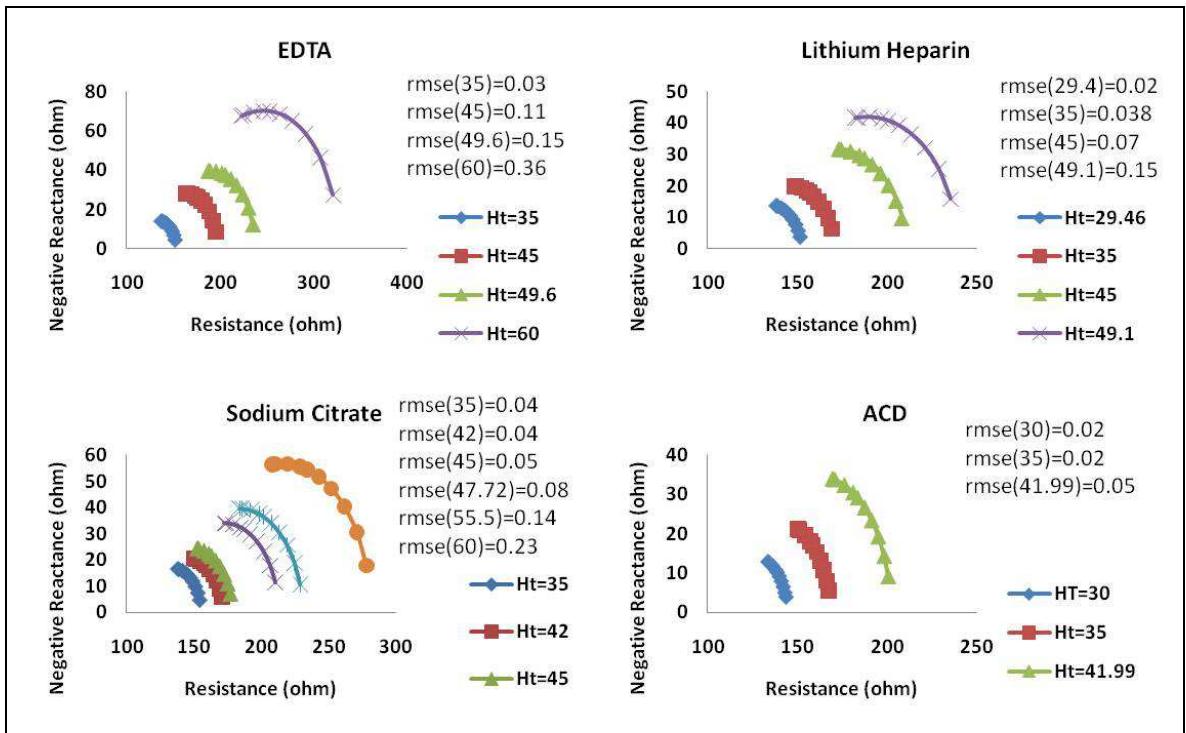 EDTA
rmse(35)=0.03
rmse(45)=0.11
rmse(49.6)=0.15
rmse(60)=0.36
Negative Reactance (ohm)
80
60
40
20
0
100 200 300 400
Resistance (ohm)
Ht=35
Ht=45
Ht=49.6
Ht=60
Lithium Heparin
rmse(29.4)=0.02
rmse(35)=0.038
rmse(45)=0.07
rmse(49.1)=0.15
Negative Reactance (ohm)
50
40
30
20
10
0
100 150 200 250
Resistance (ohm)
Ht=29.46
Ht=35
Ht=45
Ht=49.1
Sodium Citrate
rmse(35)=0.04
rmse(42)=0.04
rmse(45)=0.05
rmse(47.72)=0.08
rmse(55.5)=0.14
rmse(60)=0.23
Negative Reactance (ohm)
60
50
40
30
20
10
0
100 150 200 250 300
Resistance (ohm)
Ht=35
Ht=42
Ht=45
ACD
rmse(30)=0.02
rmse(35)=0.02
rmse(41.99)=0.05
Negative Reactance (ohm)
40
30
20
10
0
100 150 200 250
Resistance (ohm)
HT=30
Ht=35
Ht=41.99